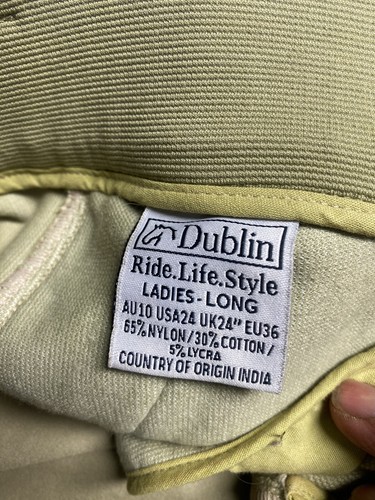 Dublin
Ride.Life.Style
LADIES-LONG
AU10 USA24 UK24" EU36
65% NYLON/30% COTTON/
5% LYCRA
COUNTRY OF ORIGIN INDIA